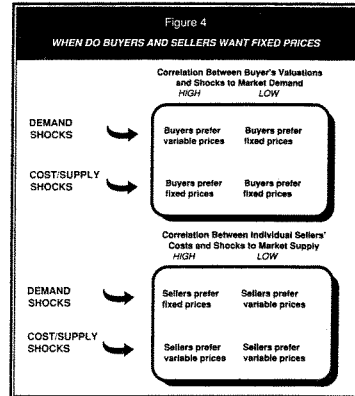 Figure 4
WHEN DO BUYERS AND SELLERS WANT FIXED PRICES
Correlation Between Buyer's Valuations
and Shocks to Market Demand
HIGH LOW
DEMAND
SHOCKS
Buyers prefer
variable prices
Buyers prefer
fixed prices
COST/SUPPLY
SHOCKS
Buyers prefer
fixed prices
Buyers prefer
fixed prices
Correlation Between Individual Sellers'
Costs and Shocks to Market Supply
HIGH LOW
DEMAND
SHOCKS
Sellers prefer
fixed prices
Sellers prefer
variable prices
COST/SUPPLY
SHOCKS
Sellers prefer
variable prices
Sellers prefer
variable prices